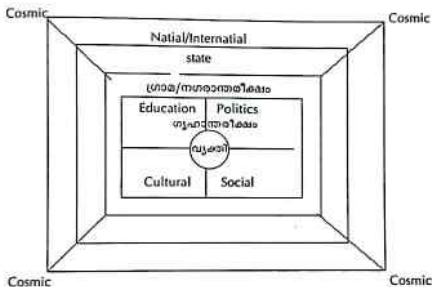 Cosmic Cosmic
Natial/Internatial
state
ഗ്രാമ/നഗരാന്തരീക്ഷം
Education Politics
ഗൃഹാന്തരീക്ഷം
വ്യക്തി
Cultural Social
Cosmic Cosmic